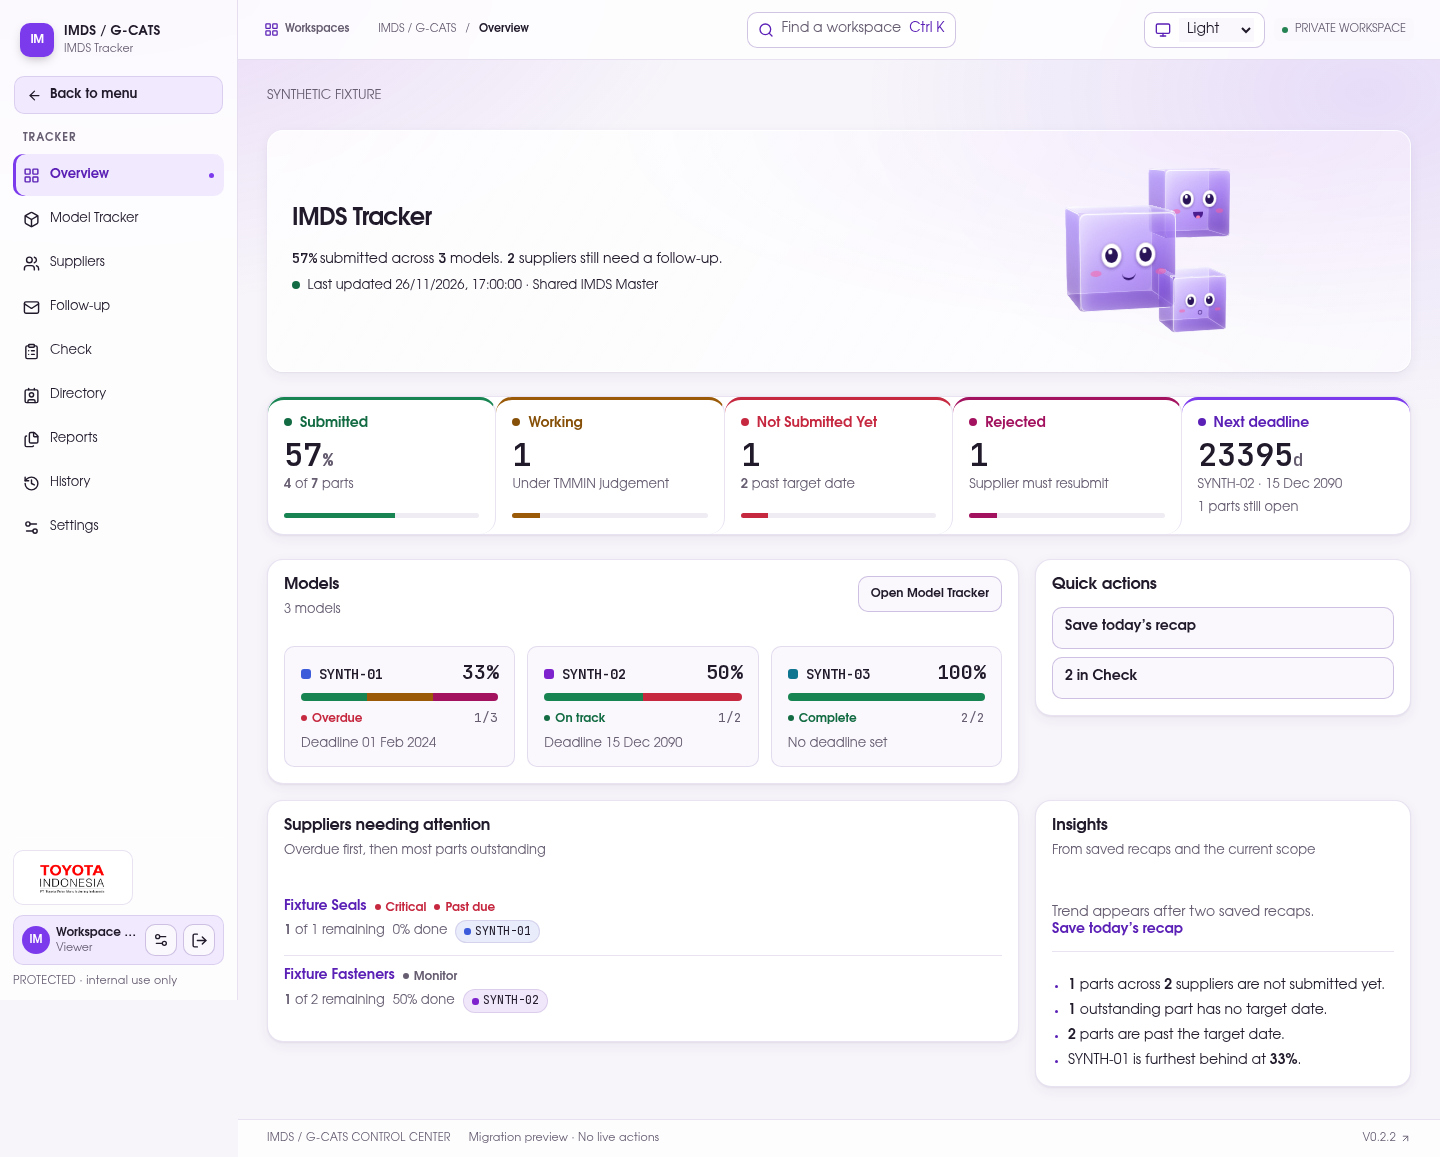 IM
IMDS / G-CATS
IMDS Tracker
Back to menu
TRACKER
Overview
Model Tracker
Suppliers
Follow-up
Check
Directory
Reports
History
Settings
TOYOTA
INDONESIA
IM
Workspace ...
Viewer
PROTECTED · internal use only
Workspaces
IMDS / G-CATS / Overview
Find a workspace Ctrl K
Light
PRIVATE WORKSPACE
SYNTHETIC FIXTURE
IMDS Tracker
57% submitted across 3 models. 2 suppliers still need a follow-up.
Last updated 26/11/2026, 17:00:00 · Shared IMDS Master
Submitted
57%
4 of 7 parts
Working
1
Under TMMIN judgement
Not Submitted Yet
1
2 past target date
Rejected
1
Supplier must resubmit
Next deadline
23395d
SYNTH-02 · 15 Dec 2090
1 parts still open
Models
3 models
Open Model Tracker
SYNTH-01 33%
Overdue 1/3
Deadline 01 Feb 2024
SYNTH-02 50%
On track 1/2
Deadline 15 Dec 2090
SYNTH-03 100%
Complete 2/2
No deadline set
Quick actions
Save today’s recap
2 in Check
Suppliers needing attention
Overdue first, then most parts outstanding
Fixture Seals Critical Past due
1 of 1 remaining 0% done SYNTH-01
Fixture Fasteners Monitor
1 of 2 remaining 50% done SYNTH-02
Insights
From saved recaps and the current scope
Trend appears after two saved recaps.
Save today’s recap
1 parts across 2 suppliers are not submitted yet.
1 outstanding part has no target date.
2 parts are past the target date.
SYNTH-01 is furthest behind at 33%.
IMDS / G-CATS CONTROL CENTER Migration preview · No live actions
V0.2.2